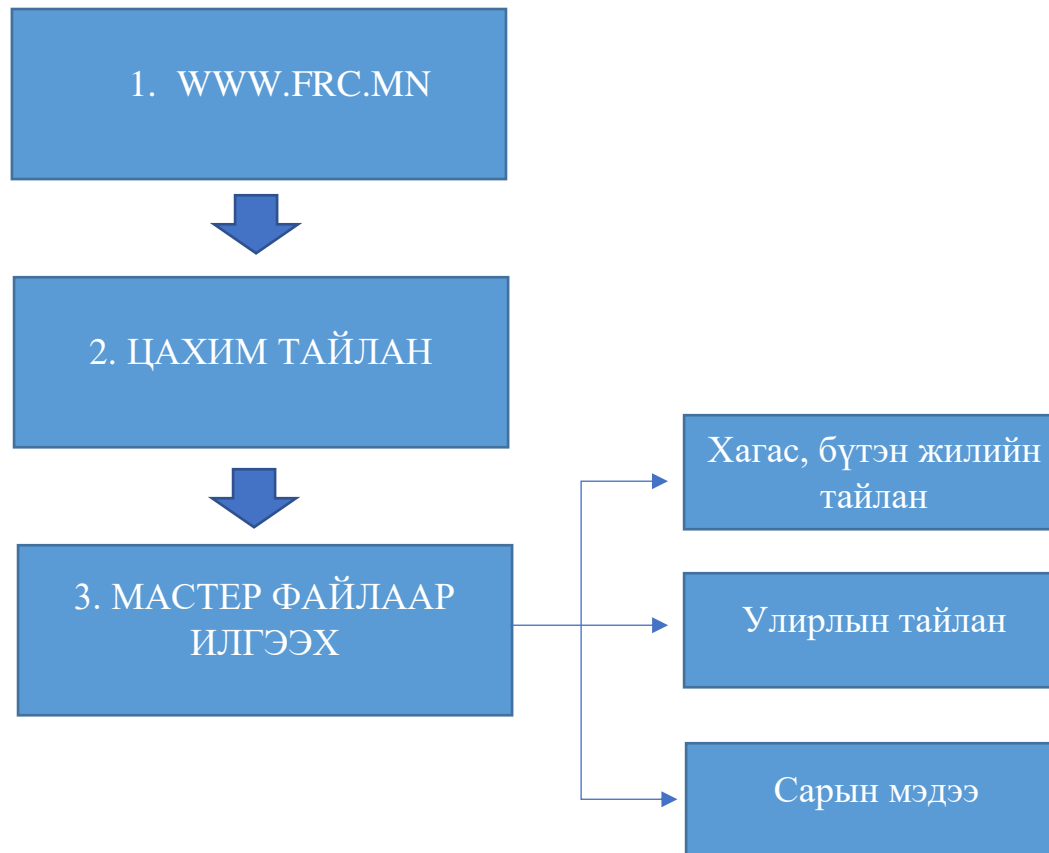 1. WWW.FRC.MN
2. ЦАХИМ ТАЙЛАН
3. МАСТЕР ФАЙЛААР
ИЛГЭЭХ
Хагас, бүтэн жилийн
тайлан
Улирлын тайлан
Сарын мэдээ